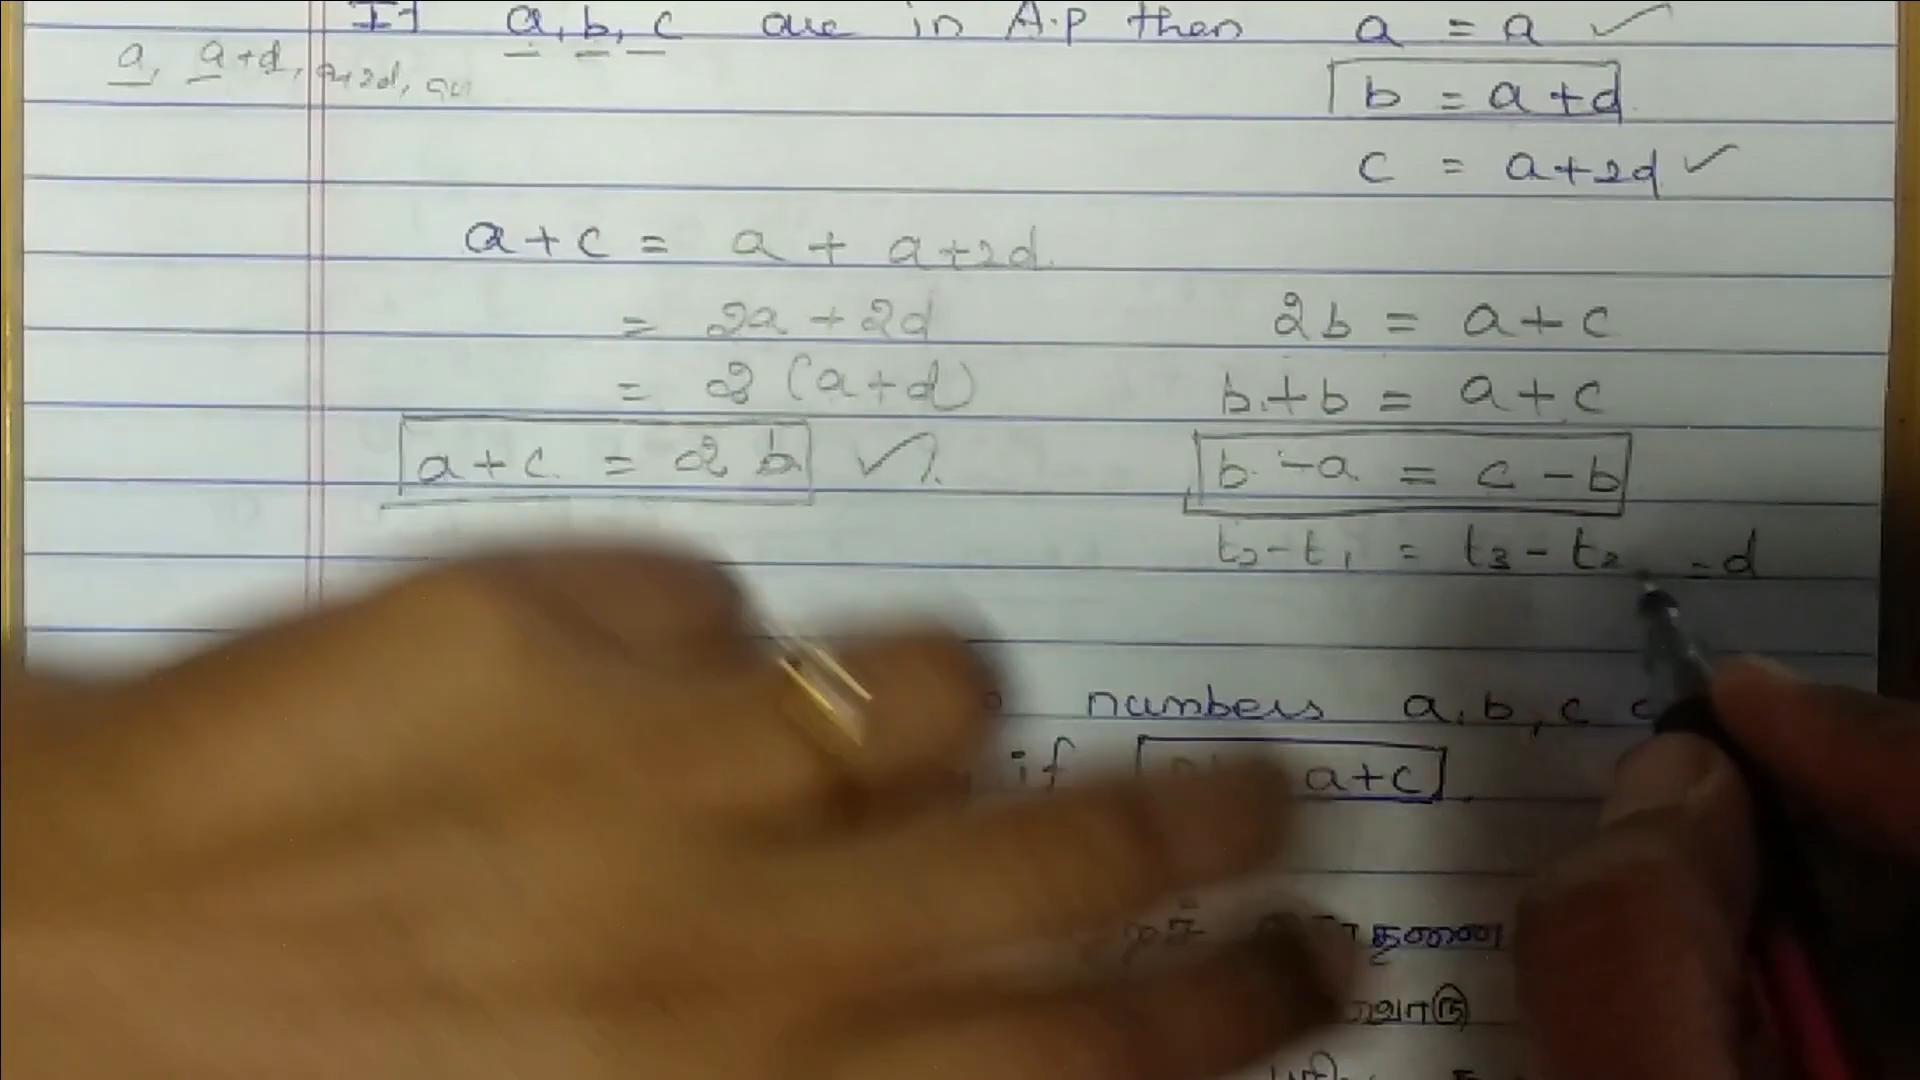 If a, b, c are in A.P then a = a ✓
a, a+d, a+2d,
b = a+d
c = a+2d ✓
a+c = a + a+2d
= 2a + 2d
= 2 (a+d)
a+c = 2b ✓
2b = a+c
b+b = a+c
b-a = c-b
t₂-t₁ = t₃-t₂ = d
numbers a, b, c
if a+c